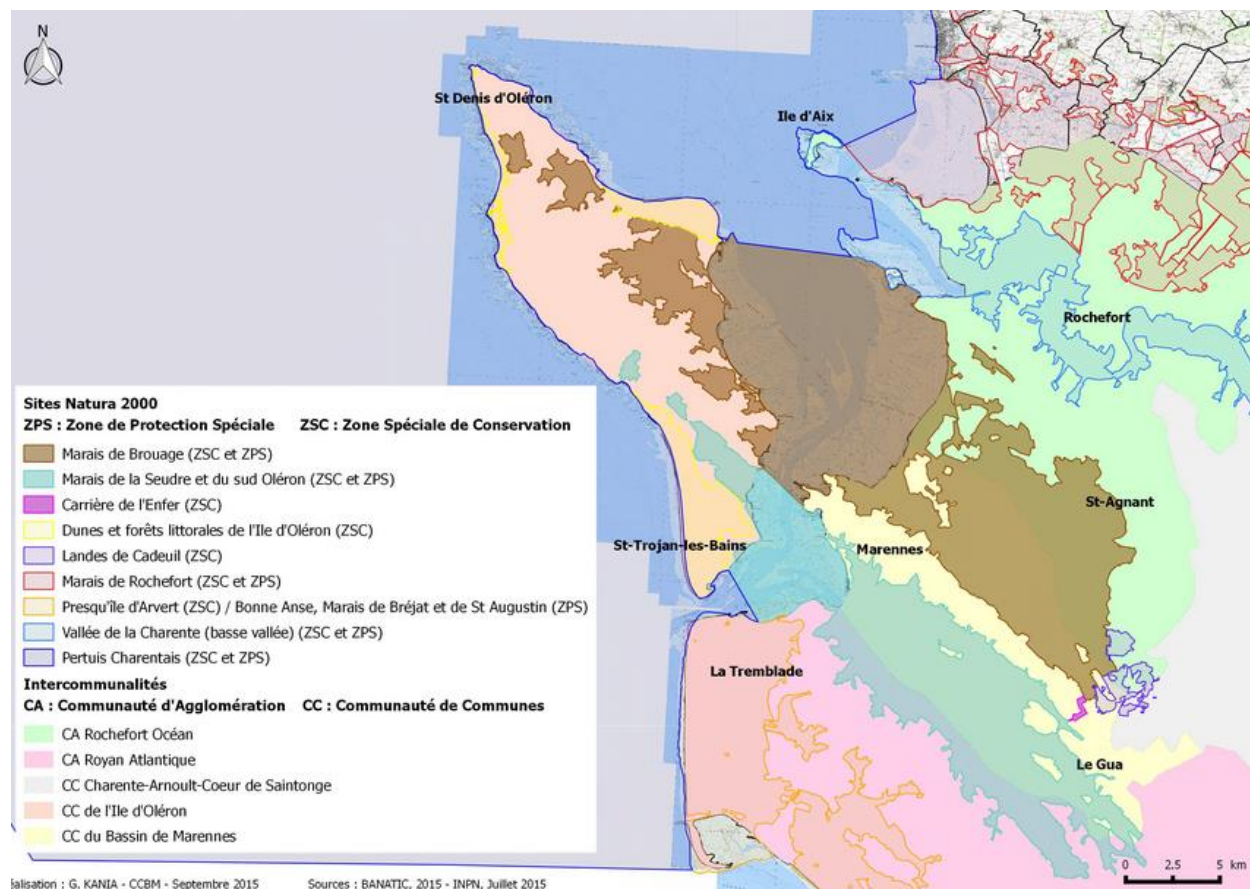 N
St Denis d'Oléron
Ile d'Aix
Rochefort
St-Agnant
Marennes
St-Trojan-les-Bains
La Tremblade
Le Gua
Sites Natura 2000
ZPS : Zone de Protection Spéciale ZSC : Zone Spéciale de Conservation
Marais de Brouage (ZSC et ZPS)
Marais de la Seudre et du sud Oléron (ZSC et ZPS)
Carrière de l'Enfer (ZSC)
Dunes et forêts littorales de l'Ile d'Oléron (ZSC)
Landes de Cadeuil (ZSC)
Marais de Rochefort (ZSC et ZPS)
Presqu'île d'Arvert (ZSC) / Bonne Anse, Marais de Bréjat et de St Augustin (ZPS)
Vallée de la Charente (basse vallée) (ZSC et ZPS)
Pertuis Charentais (ZSC et ZPS)
Intercommunalités
CA : Communauté d'Agglomération CC : Communauté de Communes
CA Rochefort Océan
CA Royan Atlantique
CC Charente-Arnoult-Coeur de Saintonge
CC de l'Ile d'Oléron
CC du Bassin de Marennes
0 2.5 5 km
alisation : G. KANIA - CCBM - Septembre 2015 Sources : BANATIC, 2015 - INPN, Juillet 2015